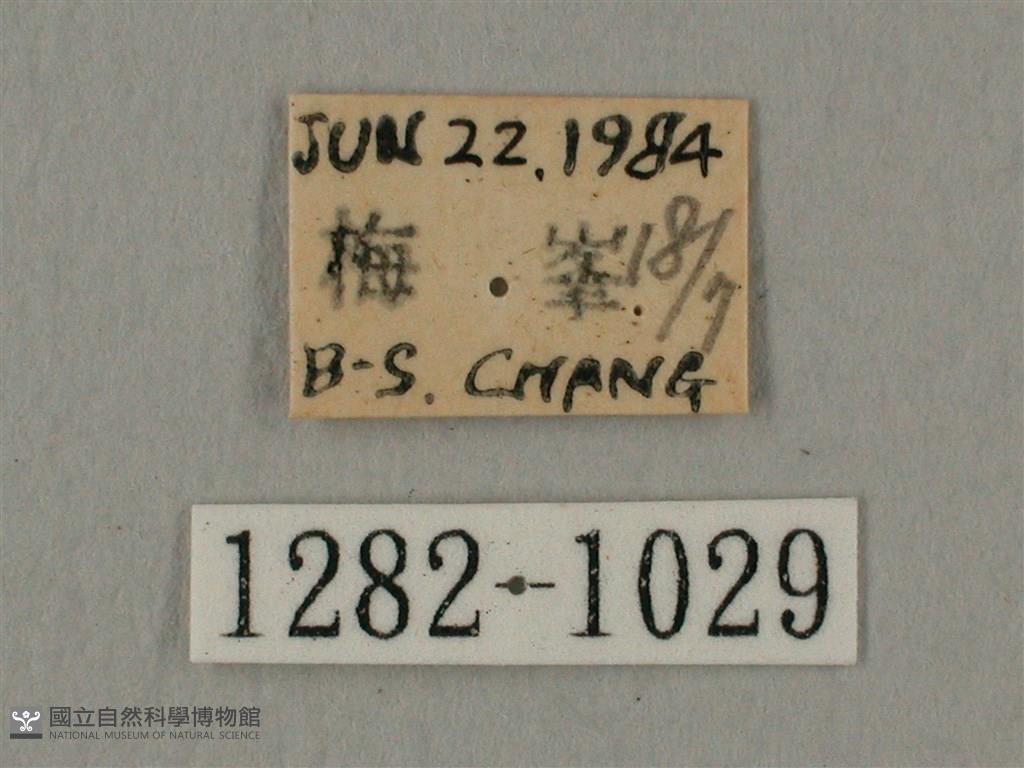 JUN 22.1984
梅 峯 18/7
B-S. CHANG
1282-1029
國立自然科學博物館
NATIONAL MUSEUM OF NATURAL SCIENCE